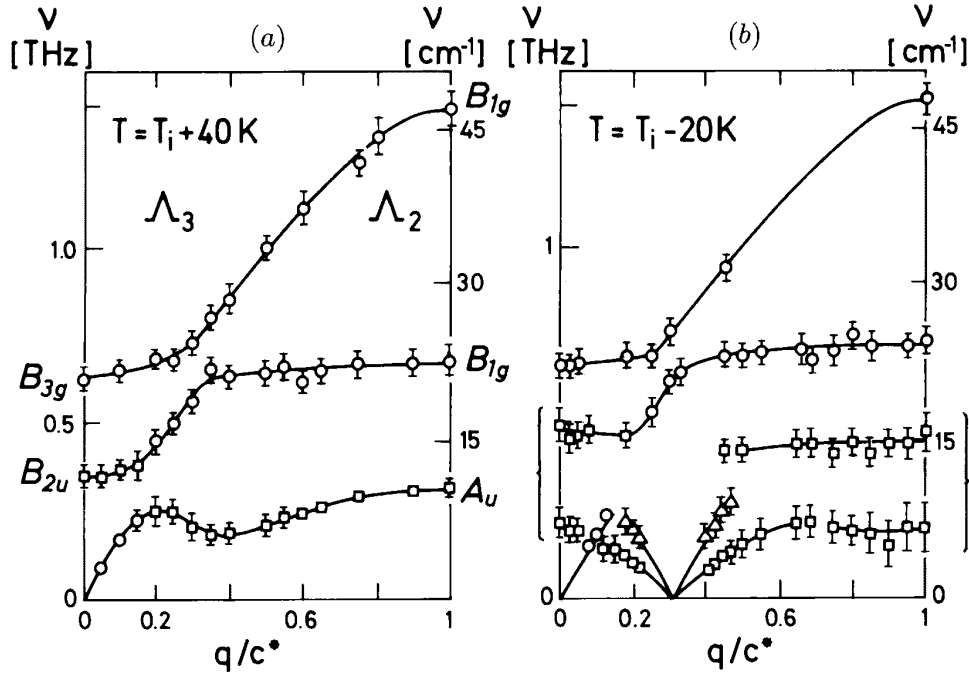 ν [THz] (a) ν [cm⁻¹]
T = Tᵢ + 40 K
Λ₃ Λ₂
B₁g
B₃g
B₁g
B₂u
Aᵤ
1.0
0.5
0
45
30
15
0 0.2 0.6 1
q/c*
ν [THz] (b) ν [cm⁻¹]
T = Tᵢ − 20 K
1
0
45
30
15
0
0 0.2 0.6 1
q/c*